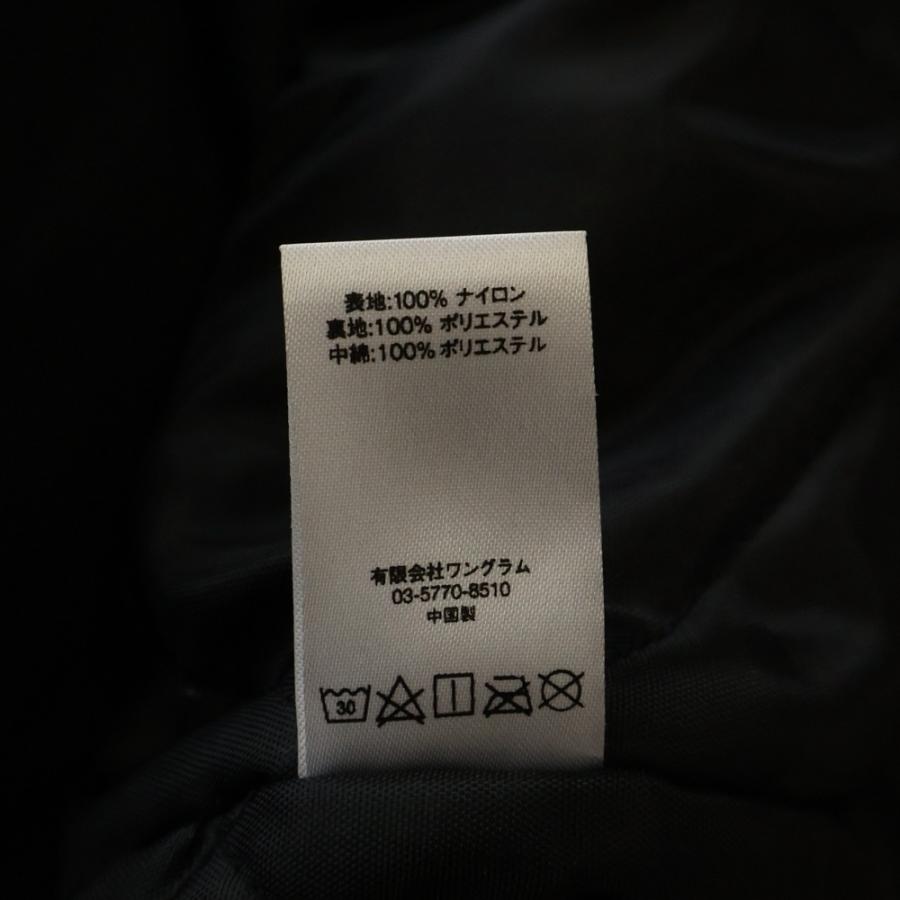 表地:100% ナイロン
裏地:100% ポリエステル
中綿:100% ポリエステル
有限会社ワングラム
03-5770-8510
中国製
30